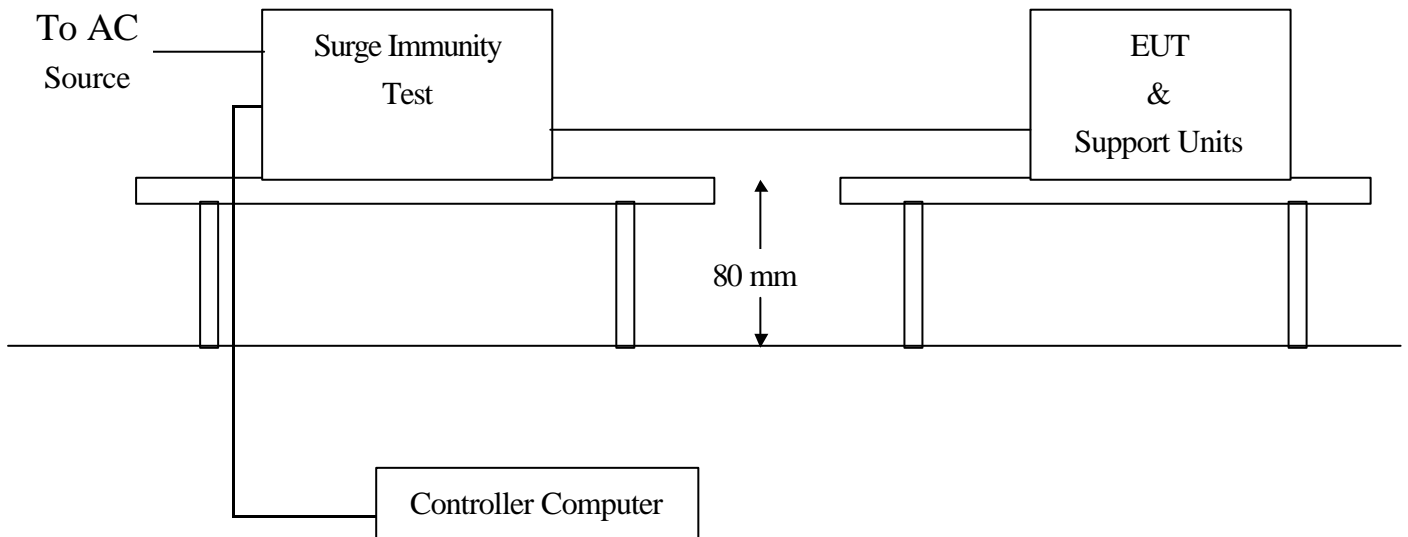 To AC
Source
Surge Immunity
Test
EUT
&
Support Units
80 mm
Controller Computer